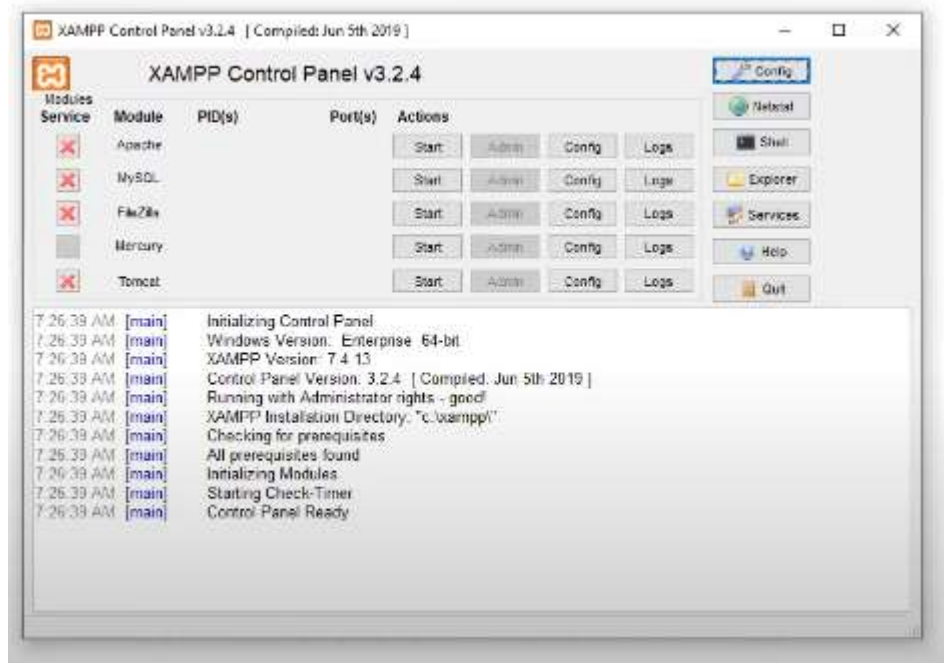 XAMPP Control Panel v3.2.4 [ Compiled: Jun 5th 2019 ]
XAMPP Control Panel v3.2.4
Config
Modules
Service Module PID(s) Port(s) Actions
Netstat
Apache Start Admin Config Logs
Shell
MySQL Start Admin Config Logs
Explorer
FileZilla Start Admin Config Logs
Services
Mercury Start Admin Config Logs
Help
Tomcat Start Admin Config Logs
Quit
7:26:39 AM [main] Initializing Control Panel
7:26:39 AM [main] Windows Version: Enterprise 64-bit
7:26:39 AM [main] XAMPP Version: 7.4.13
7:26:39 AM [main] Control Panel Version: 3.2.4 [ Compiled: Jun 5th 2019 ]
7:26:39 AM [main] Running with Administrator rights - good!
7:26:39 AM [main] XAMPP Installation Directory: "c:\xampp\"
7:26:39 AM [main] Checking for prerequisites
7:26:39 AM [main] All prerequisites found
7:26:39 AM [main] Initializing Modules
7:26:39 AM [main] Starting Check-Timer
7:26:39 AM [main] Control Panel Ready